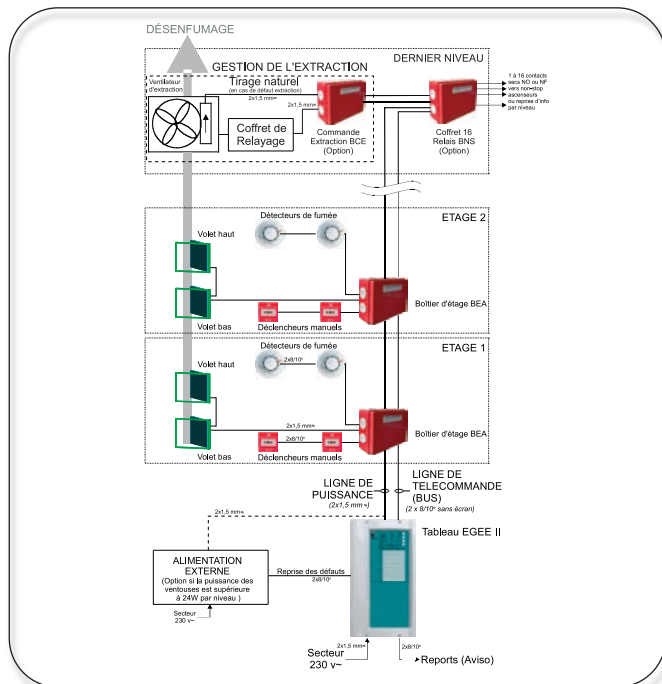 DÉSENFUMAGE
DERNIER NIVEAU
GESTION DE L'EXTRACTION
Ventilateur
d'extraction
Tirage naturel
(en cas de défaut extraction)
2x1,5 mm²
2x1,5 mm²
Coffret de
Relayage
Commande
Extraction BCE
(Option)
Coffret 16
Relais BNS
(Option)
1 à 16 contacts
secs NO ou NF
vers non-stop
ascenseurs
ou reprise d'info
par niveau
ETAGE 2
Détecteurs de fumée
Volet haut
Boîtier d'étage BEA
Volet bas
Déclencheurs manuels
ETAGE 1
Détecteurs de fumée
Volet haut
2x8/10°
2x1,5 mm²
Boîtier d'étage BEA
2x8/10°
Volet bas
Déclencheurs manuels
LIGNE DE
PUISSANCE
(2x1,5 mm²)
LIGNE DE
TELECOMMANDE
(BUS)
(2 x 8/10° sans écran)
2x1,5 mm²
Tableau EGEE II
ALIMENTATION
EXTERNE
(Option si la puissance des
ventouses est supérieure
à 24W par niveau )
Reprise des défauts
2x8/10°
Secteur
230 v~
Secteur
230 v~
2x1,5 mm²
2x8/10°
Reports (Aviso)